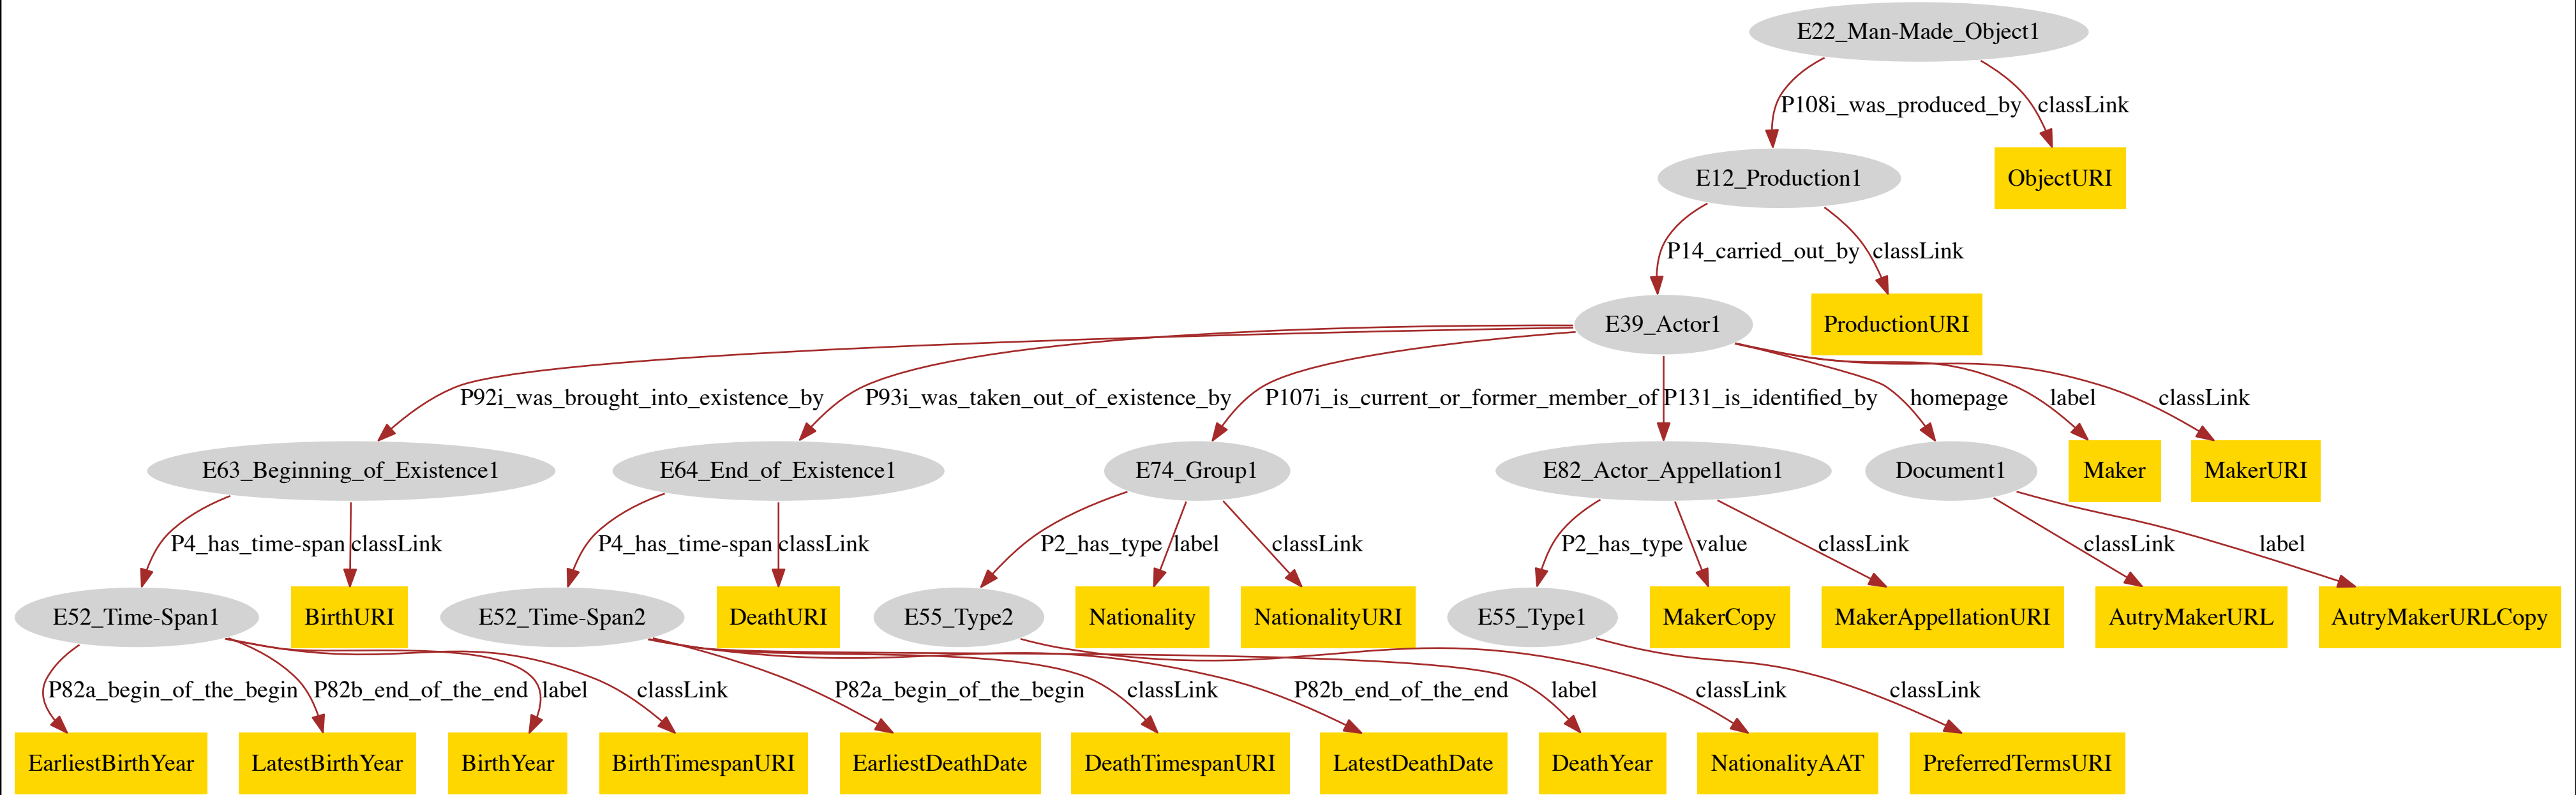 E22_Man-Made_Object1
P108i_was_produced_by
classLink
E12_Production1
ObjectURI
P14_carried_out_by
classLink
E39_Actor1
ProductionURI
P92i_was_brought_into_existence_by
P93i_was_taken_out_of_existence_by
P107i_is_current_or_former_member_of
P131_is_identified_by
homepage
label
classLink
E63_Beginning_of_Existence1
E64_End_of_Existence1
E74_Group1
E82_Actor_Appellation1
Document1
Maker
MakerURI
P4_has_time-span
classLink
P4_has_time-span
classLink
P2_has_type
label
classLink
P2_has_type
value
classLink
classLink
label
E52_Time-Span1
BirthURI
E52_Time-Span2
DeathURI
E55_Type2
Nationality
NationalityURI
E55_Type1
MakerCopy
MakerAppellationURI
AutryMakerURL
AutryMakerURLCopy
P82a_begin_of_the_begin
P82b_end_of_the_end
label
classLink
P82a_begin_of_the_begin
classLink
P82b_end_of_the_end
label
classLink
classLink
EarliestBirthYear
LatestBirthYear
BirthYear
BirthTimespanURI
EarliestDeathDate
DeathTimespanURI
LatestDeathDate
DeathYear
NationalityAAT
PreferredTermsURI